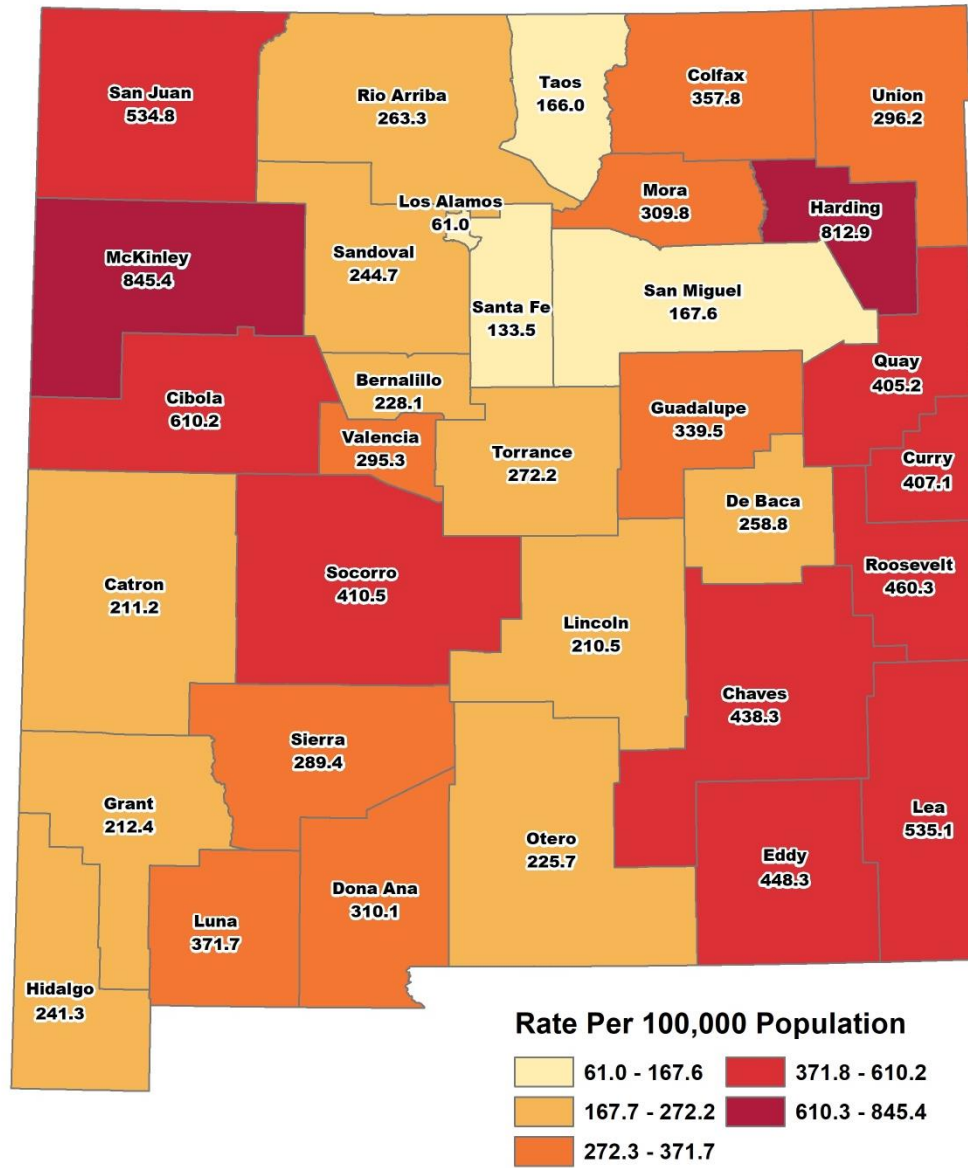 San Juan
534.8
Rio Arriba
263.3
Taos
166.0
Colfax
357.8
Union
296.2
Los Alamos
61.0
Mora
309.8
Harding
812.9
McKinley
845.4
Sandoval
244.7
Santa Fe
133.5
San Miguel
167.6
Quay
405.2
Cibola
610.2
Bernalillo
228.1
Valencia
295.3
Torrance
272.2
Guadalupe
339.5
Curry
407.1
De Baca
258.8
Catron
211.2
Socorro
410.5
Roosevelt
460.3
Lincoln
210.5
Chaves
438.3
Sierra
289.4
Grant
212.4
Otero
225.7
Lea
535.1
Eddy
448.3
Luna
371.7
Dona Ana
310.1
Hidalgo
241.3
Rate Per 100,000 Population
61.0 - 167.6
167.7 - 272.2
272.3 - 371.7
371.8 - 610.2
610.3 - 845.4